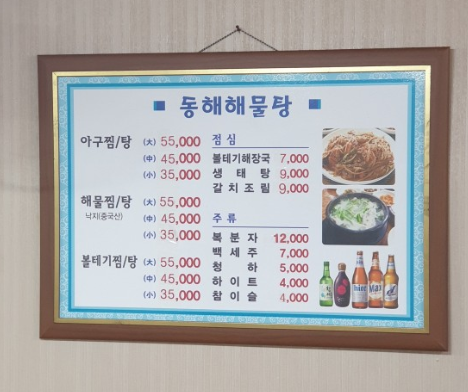 동해해물탕
아구찜/탕 (大) 55,000
(中) 45,000
(小) 35,000
해물찜/탕 (大) 55,000
낙지(중국산) (中) 45,000
(小) 35,000
볼테기찜/탕 (大) 55,000
(中) 45,000
(小) 35,000
점심
볼테기해장국 7,000
생태탕 9,000
갈치조림 9,000
주류
복분자 12,000
백세주 7,000
청하 5,000
하이트 4,000
참이슬 4,000
Max